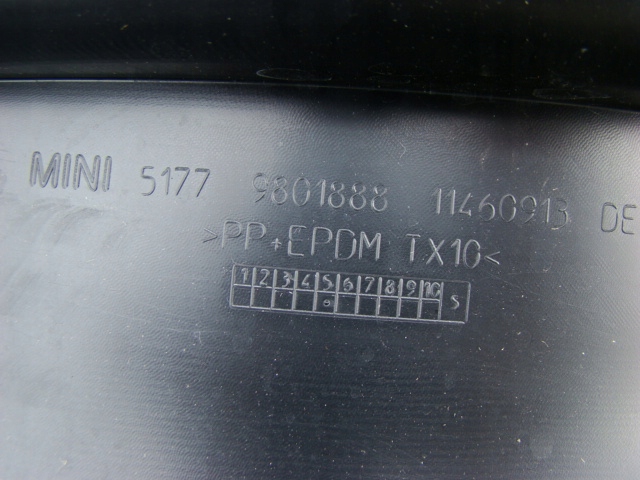 MINI 5177 9801888 11460913 DE
>PP+EPDM TX10<
1 2 3 4 5 6 7 8 9 10 S